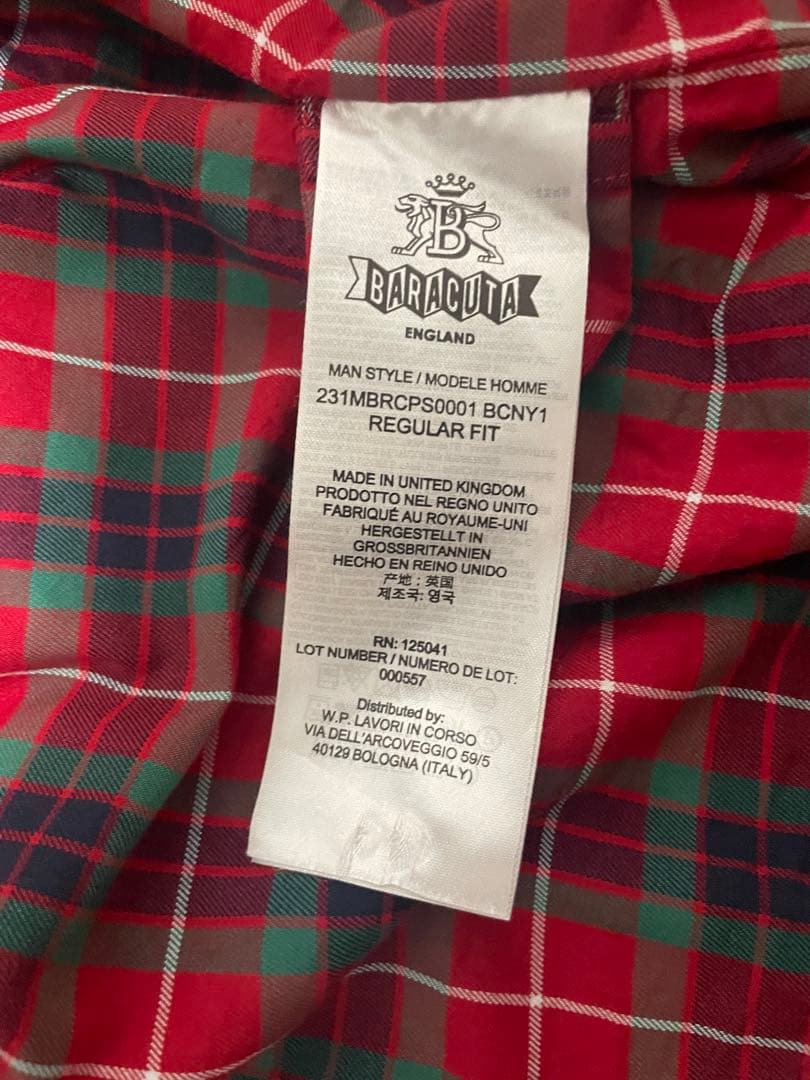 B
BARACUTA
ENGLAND
MAN STYLE / MODELE HOMME
231MBRCPS0001 BCNY1
REGULAR FIT
MADE IN UNITED KINGDOM
PRODOTTO NEL REGNO UNITO
FABRIQUÉ AU ROYAUME-UNI
HERGESTELLT IN
GROSSBRITANNIEN
HECHO EN REINO UNIDO
产地：英国
제조국: 영국
RN: 125041
LOT NUMBER / NUMERO DE LOT:
000557
Distributed by:
W.P. LAVORI IN CORSO
VIA DELL'ARCOVEGGIO 59/5
40129 BOLOGNA (ITALY)